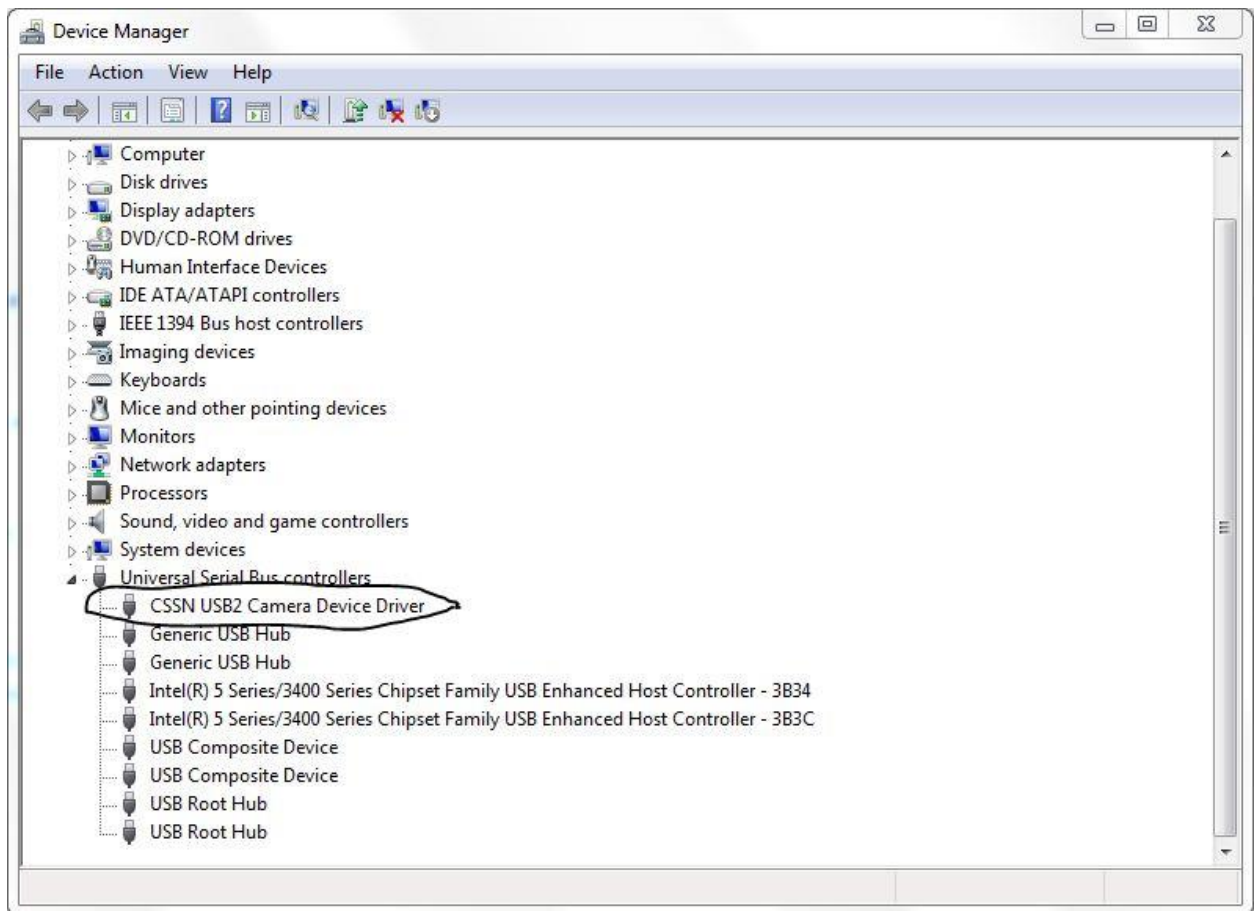 Device Manager
File Action View Help
Computer
Disk drives
Display adapters
DVD/CD-ROM drives
Human Interface Devices
IDE ATA/ATAPI controllers
IEEE 1394 Bus host controllers
Imaging devices
Keyboards
Mice and other pointing devices
Monitors
Network adapters
Processors
Sound, video and game controllers
System devices
Universal Serial Bus controllers
CSSN USB2 Camera Device Driver
Generic USB Hub
Generic USB Hub
Intel(R) 5 Series/3400 Series Chipset Family USB Enhanced Host Controller - 3B34
Intel(R) 5 Series/3400 Series Chipset Family USB Enhanced Host Controller - 3B3C
USB Composite Device
USB Composite Device
USB Root Hub
USB Root Hub